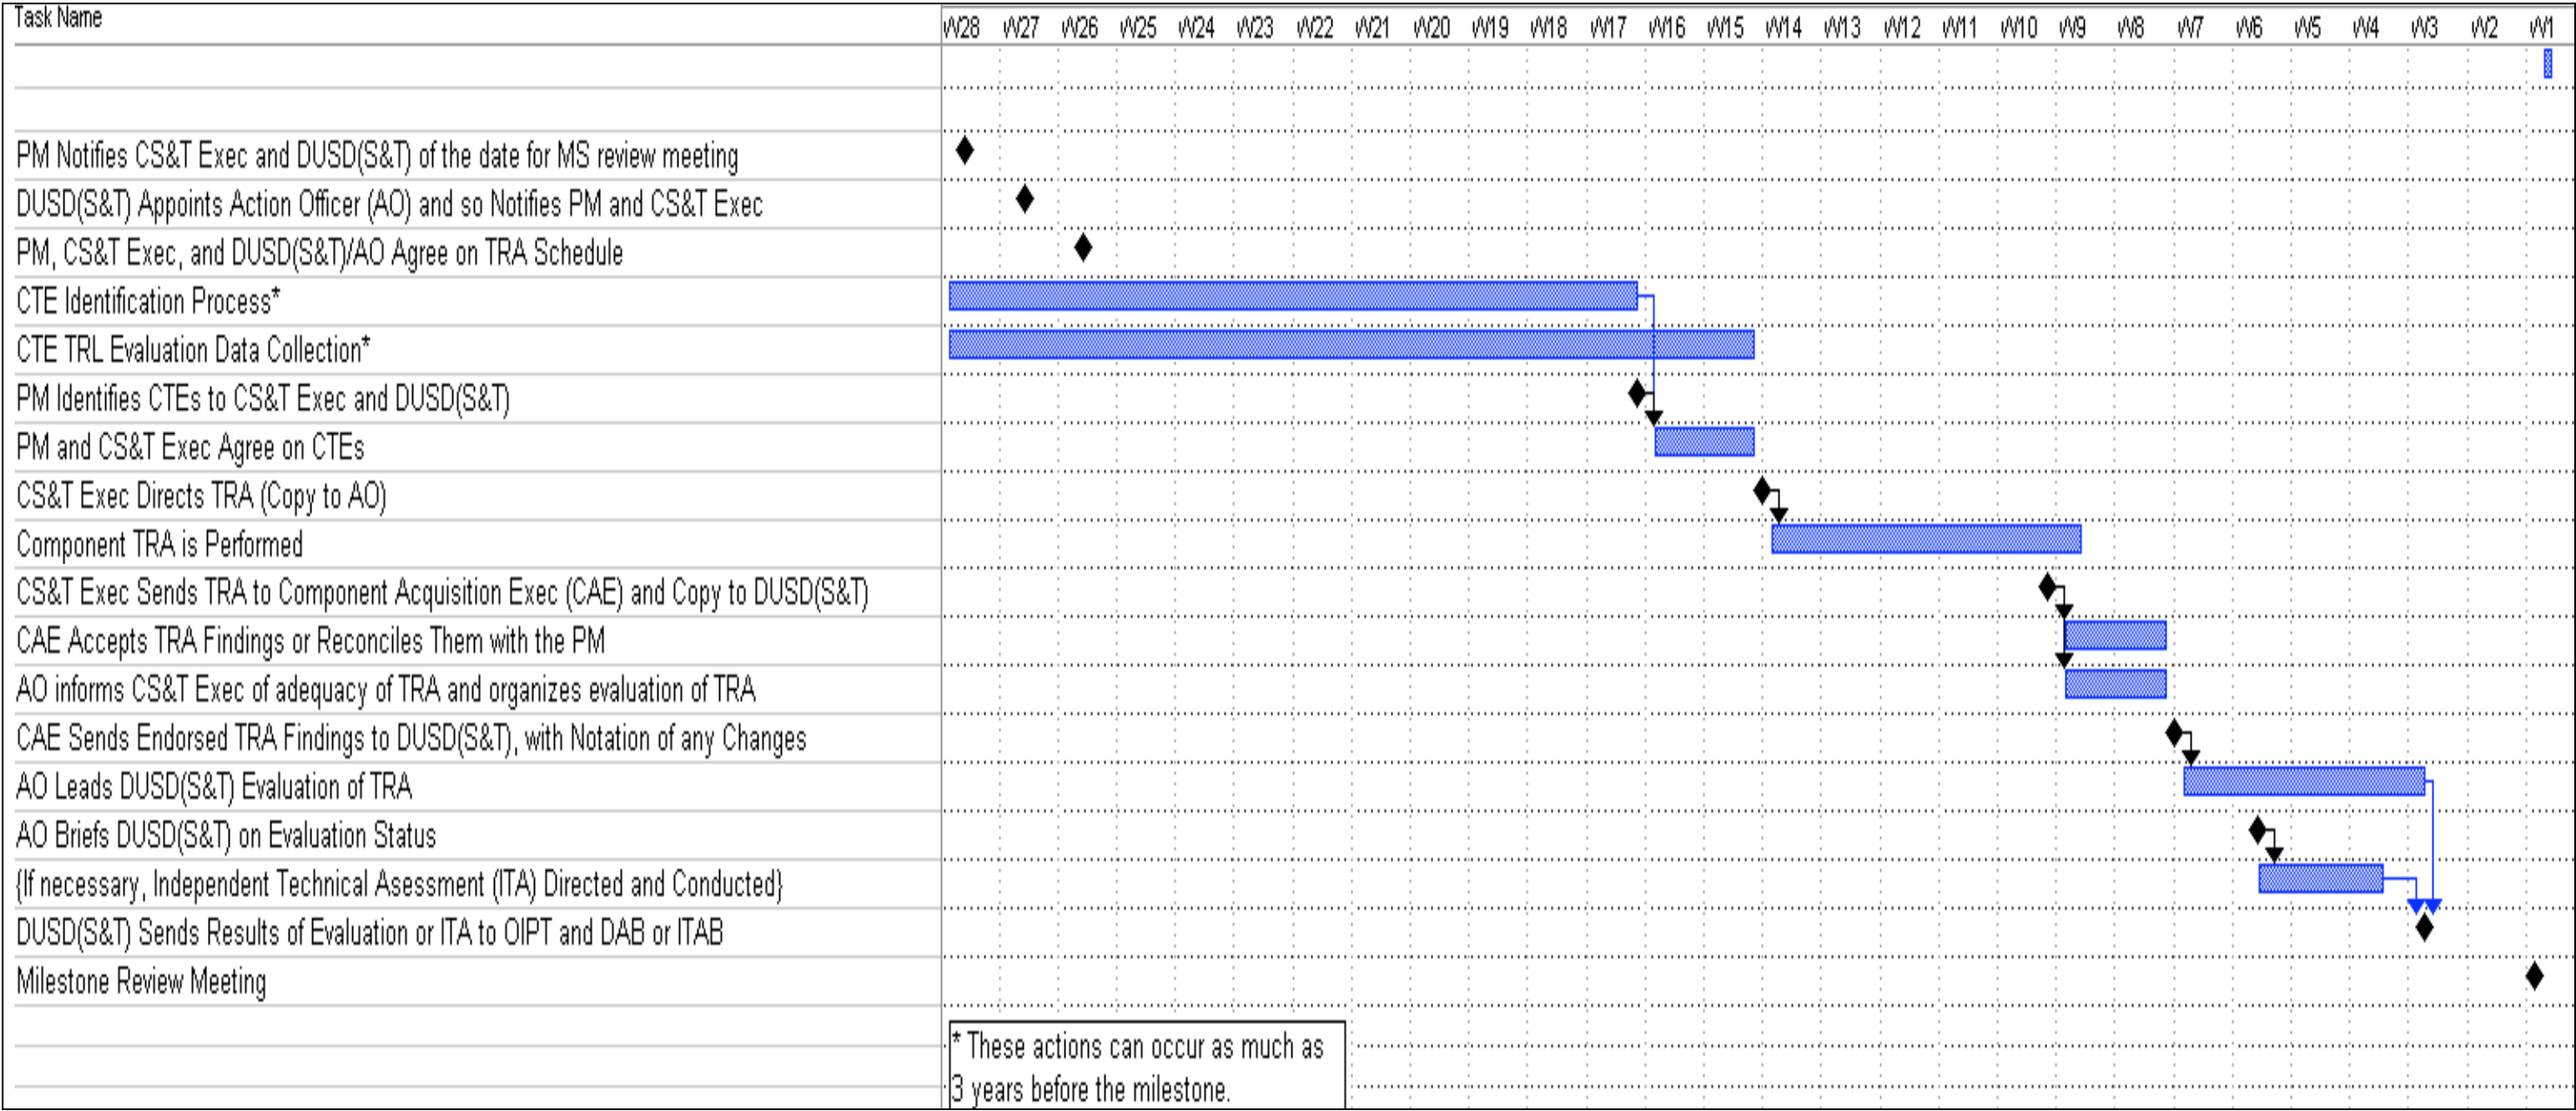 Task Name
W28 W27 W26 W25 W24 W23 W22 W21 W20 W19 W18 W17 W16 W15 W14 W13 W12 W11 W10 W9 W8 W7 W6 W5 W4 W3 W2 W1
PM Notifies CS&T Exec and DUSD(S&T) of the date for MS review meeting
DUSD(S&T) Appoints Action Officer (AO) and so Notifies PM and CS&T Exec
PM, CS&T Exec, and DUSD(S&T)/AO Agree on TRA Schedule
CTE Identification Process*
CTE TRL Evaluation Data Collection*
PM Identifies CTEs to CS&T Exec and DUSD(S&T)
PM and CS&T Exec Agree on CTEs
CS&T Exec Directs TRA (Copy to AO)
Component TRA is Performed
CS&T Exec Sends TRA to Component Acquisition Exec (CAE) and Copy to DUSD(S&T)
CAE Accepts TRA Findings or Reconciles Them with the PM
AO informs CS&T Exec of adequacy of TRA and organizes evaluation of TRA
CAE Sends Endorsed TRA Findings to DUSD(S&T), with Notation of any Changes
AO Leads DUSD(S&T) Evaluation of TRA
AO Briefs DUSD(S&T) on Evaluation Status
{If necessary, Independent Technical Asessment (ITA) Directed and Conducted}
DUSD(S&T) Sends Results of Evaluation or ITA to OIPT and DAB or ITAB
Milestone Review Meeting
* These actions can occur as much as
3 years before the milestone.